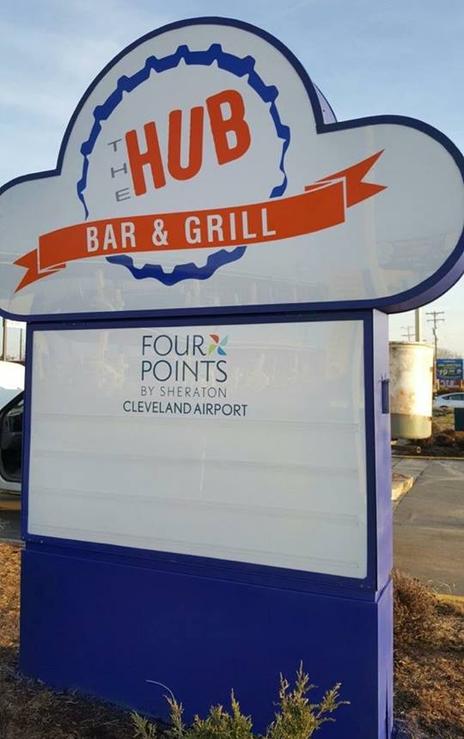 THE HUB
BAR & GRILL
FOUR POINTS
BY SHERATON
CLEVELAND AIRPORT